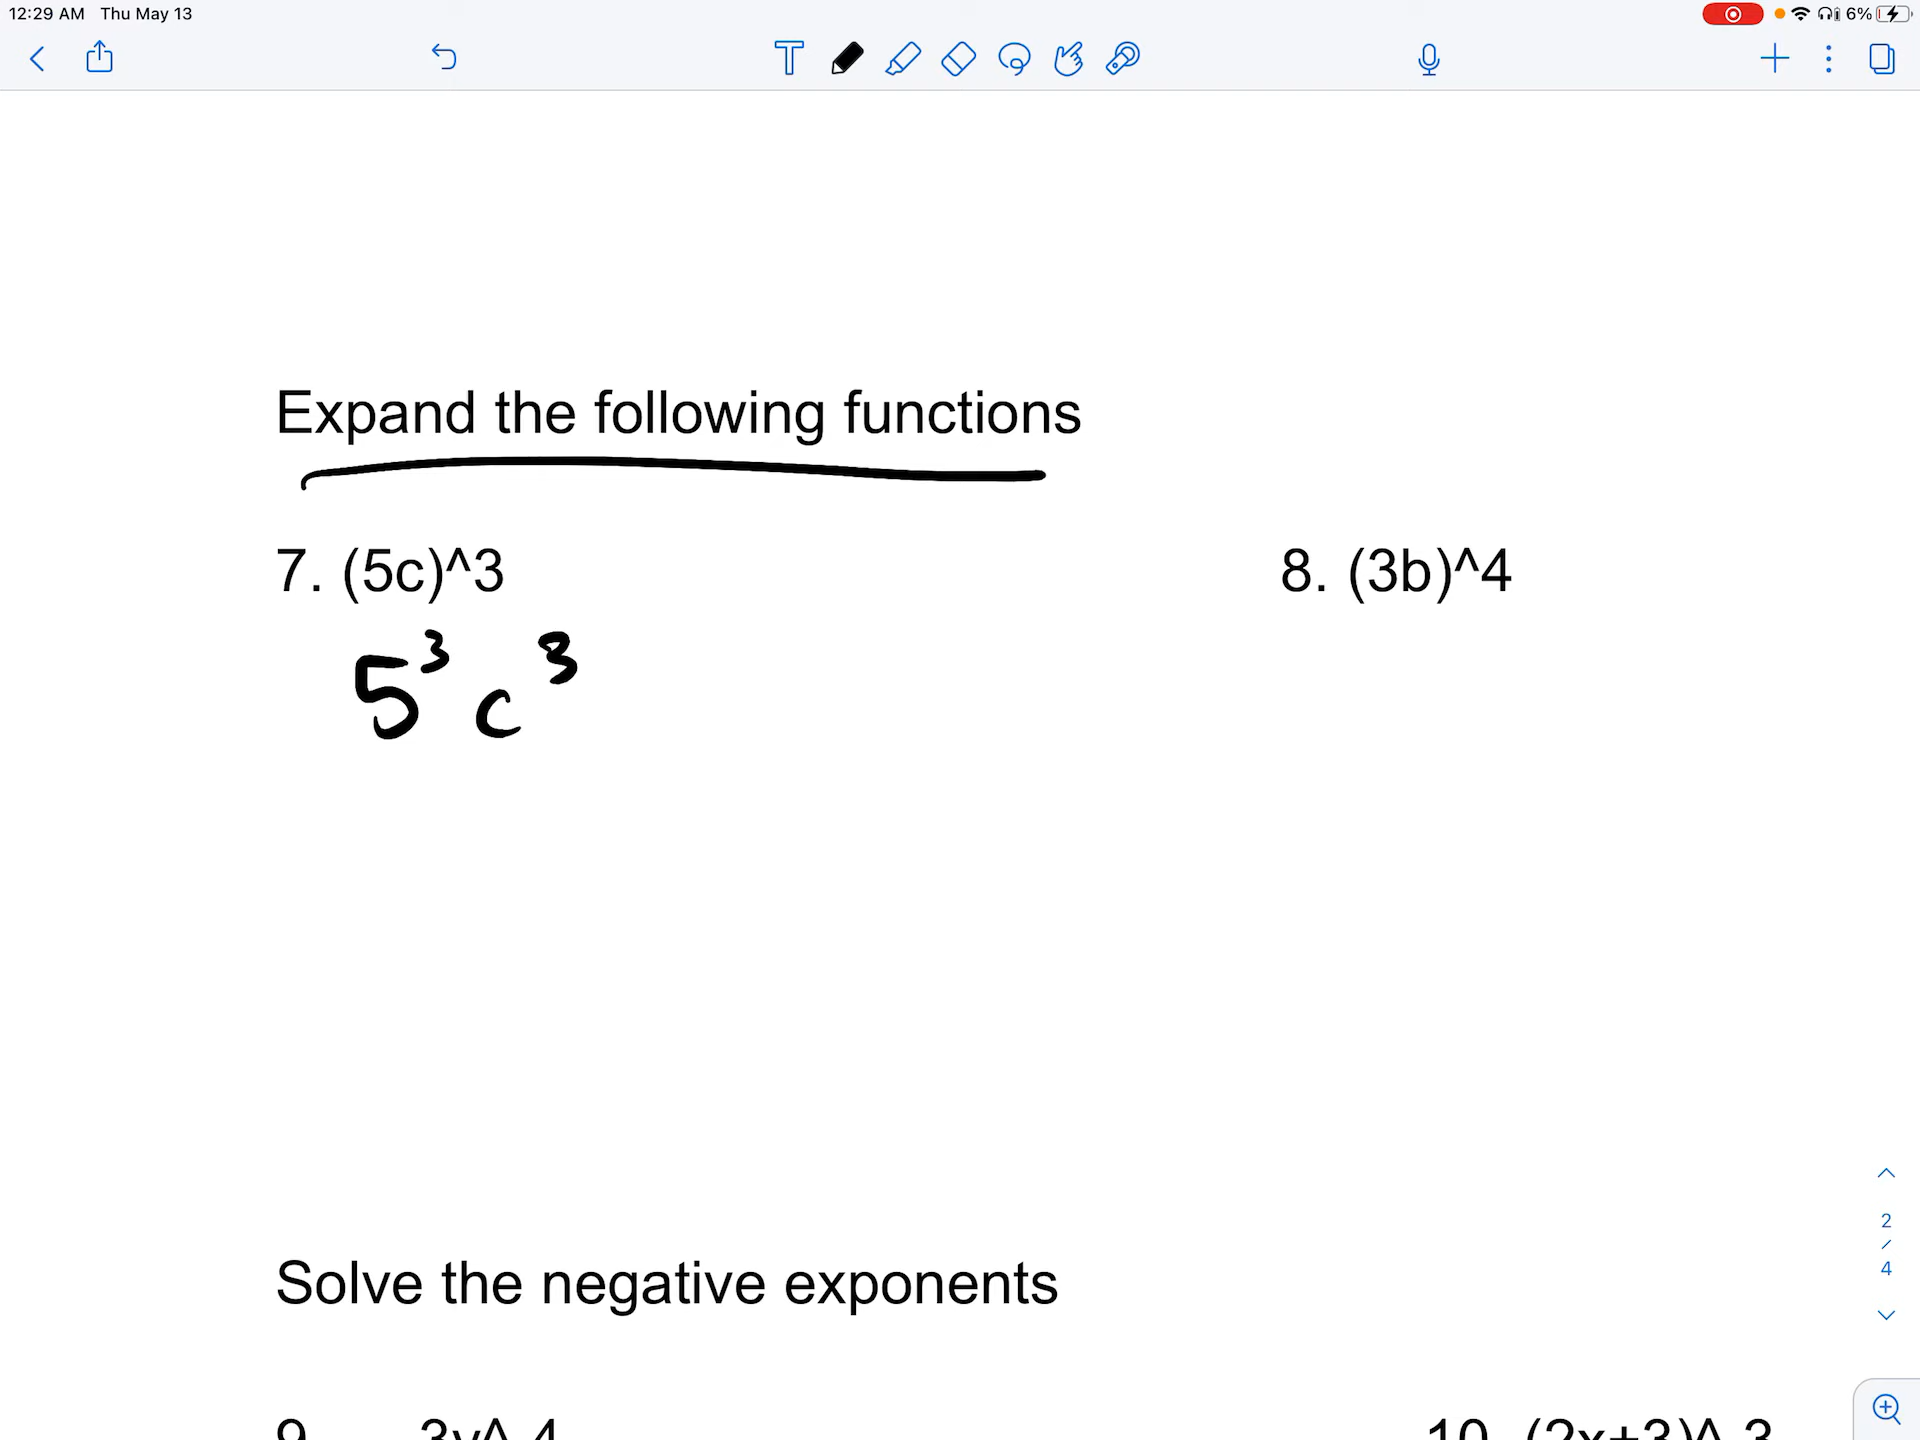 12:29 AM Thu May 13
6%
Expand the following functions
7. (5c)^3
8. (3b)^4
5³c³
2
/
4
Solve the negative exponents